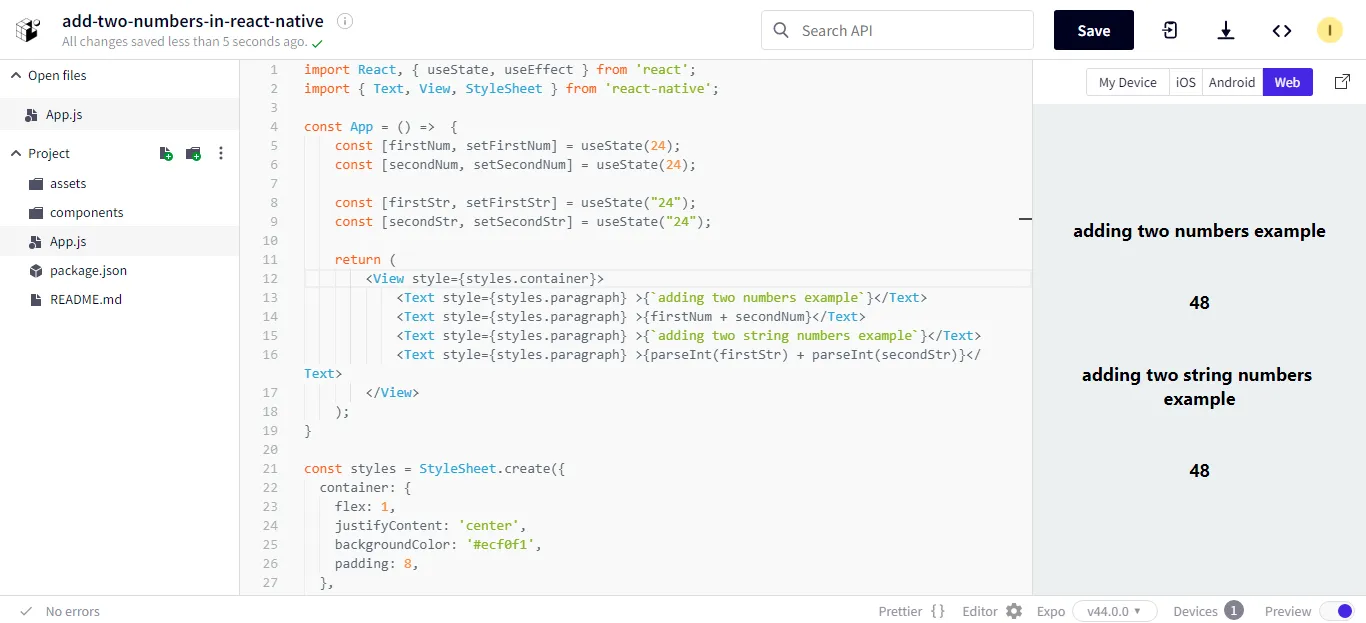 add-two-numbers-in-react-native
All changes saved less than 5 seconds ago.
Search API
Save
I
Open files
App.js
Project
assets
components
App.js
package.json
README.md
1 import React, { useState, useEffect } from 'react';
2 import { Text, View, StyleSheet } from 'react-native';
3
4 const App = () =>  {
5     const [firstNum, setFirstNum] = useState(24);
6     const [secondNum, setSecondNum] = useState(24);
7
8     const [firstStr, setFirstStr] = useState("24");
9     const [secondStr, setSecondStr] = useState("24");
10
11     return (
12         <View style={styles.container}>
13             <Text style={styles.paragraph} >{`adding two numbers example`}</Text>
14             <Text style={styles.paragraph} >{firstNum + secondNum}</Text>
15             <Text style={styles.paragraph} >{`adding two string numbers example`}</Text>
16             <Text style={styles.paragraph} >{parseInt(firstStr) + parseInt(secondStr)}</
Text>
17         </View>
18     );
19 }
20
21 const styles = StyleSheet.create({
22   container: {
23     flex: 1,
24     justifyContent: 'center',
25     backgroundColor: '#ecf0f1',
26     padding: 8,
27   },
My Device iOS Android Web
adding two numbers example
48
adding two string numbers
example
48
No errors
Prettier {} Editor Expo v44.0.0 Devices 1 Preview